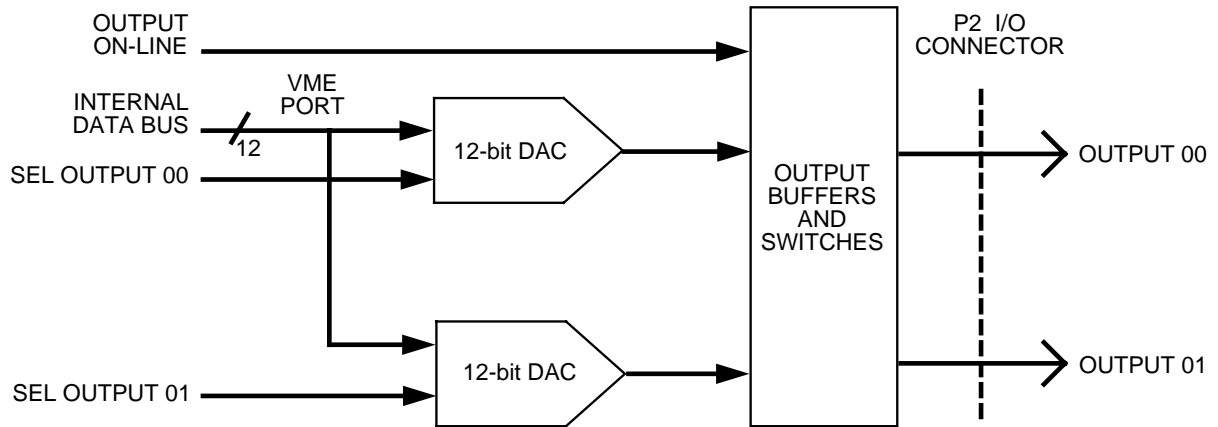 OUTPUT
ON-LINE
P2 I/O
CONNECTOR
VME
PORT
INTERNAL
DATA BUS
12
12-bit DAC
SEL OUTPUT 00
OUTPUT
BUFFERS
AND
SWITCHES
OUTPUT 00
12-bit DAC
SEL OUTPUT 01
OUTPUT 01